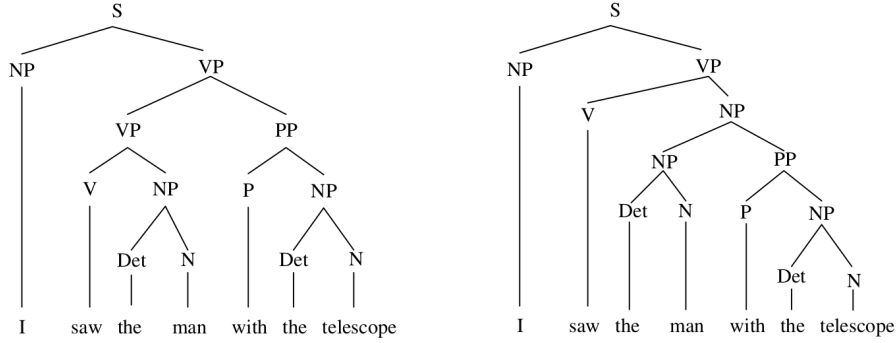 S S
NP VP NP VP
VP PP V NP
V NP P NP NP PP
Det N Det N Det N P NP
Det N
I saw the man with the telescope I saw the man with the telescope